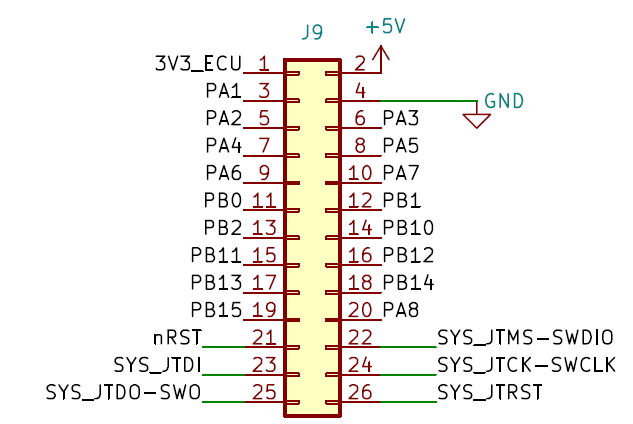 J9
+5V
3V3_ECU 1 2
PA1 3 4 GND
PA2 5 6 PA3
PA4 7 8 PA5
PA6 9 10 PA7
PB0 11 12 PB1
PB2 13 14 PB10
PB11 15 16 PB12
PB13 17 18 PB14
PB15 19 20 PA8
nRST 21 22 SYS_JTMS-SWDIO
SYS_JTDI 23 24 SYS_JTCK-SWCLK
SYS_JTDO-SWO 25 26 SYS_JTRST